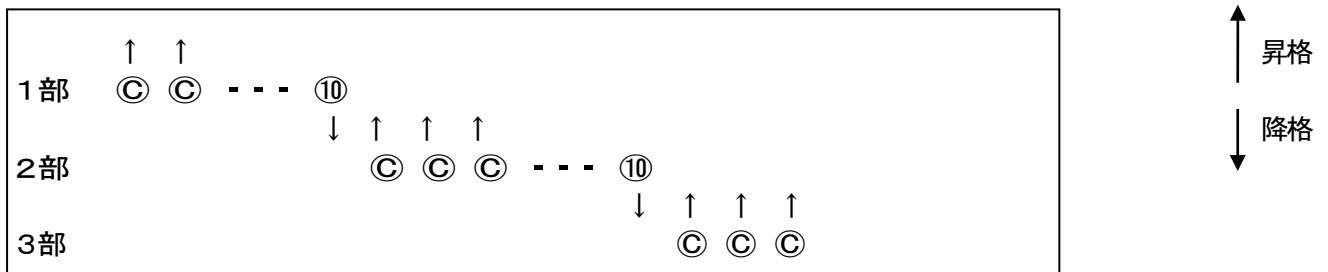 ↑ ↑
1部 Ⓒ Ⓒ - - - ⑩
↓ ↑ ↑ ↑
2部 Ⓒ Ⓒ Ⓒ - - - ⑩
↓ ↑ ↑ ↑
3部 Ⓒ Ⓒ Ⓒ
昇格
降格